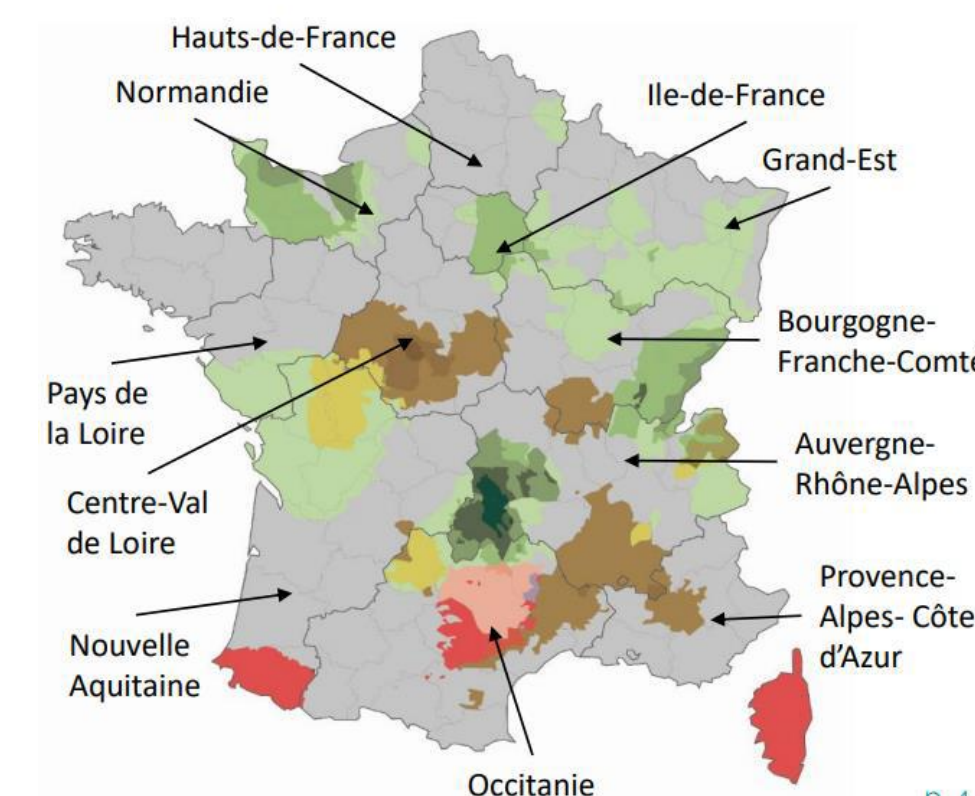 Hauts-de-France
Normandie
Ile-de-France
Grand-Est
Bourgogne-
Franche-Comté
Pays de
la Loire
Auvergne-
Rhône-Alpes
Centre-Val
de Loire
Provence-
Alpes- Côte
d'Azur
Nouvelle
Aquitaine
Occitanie